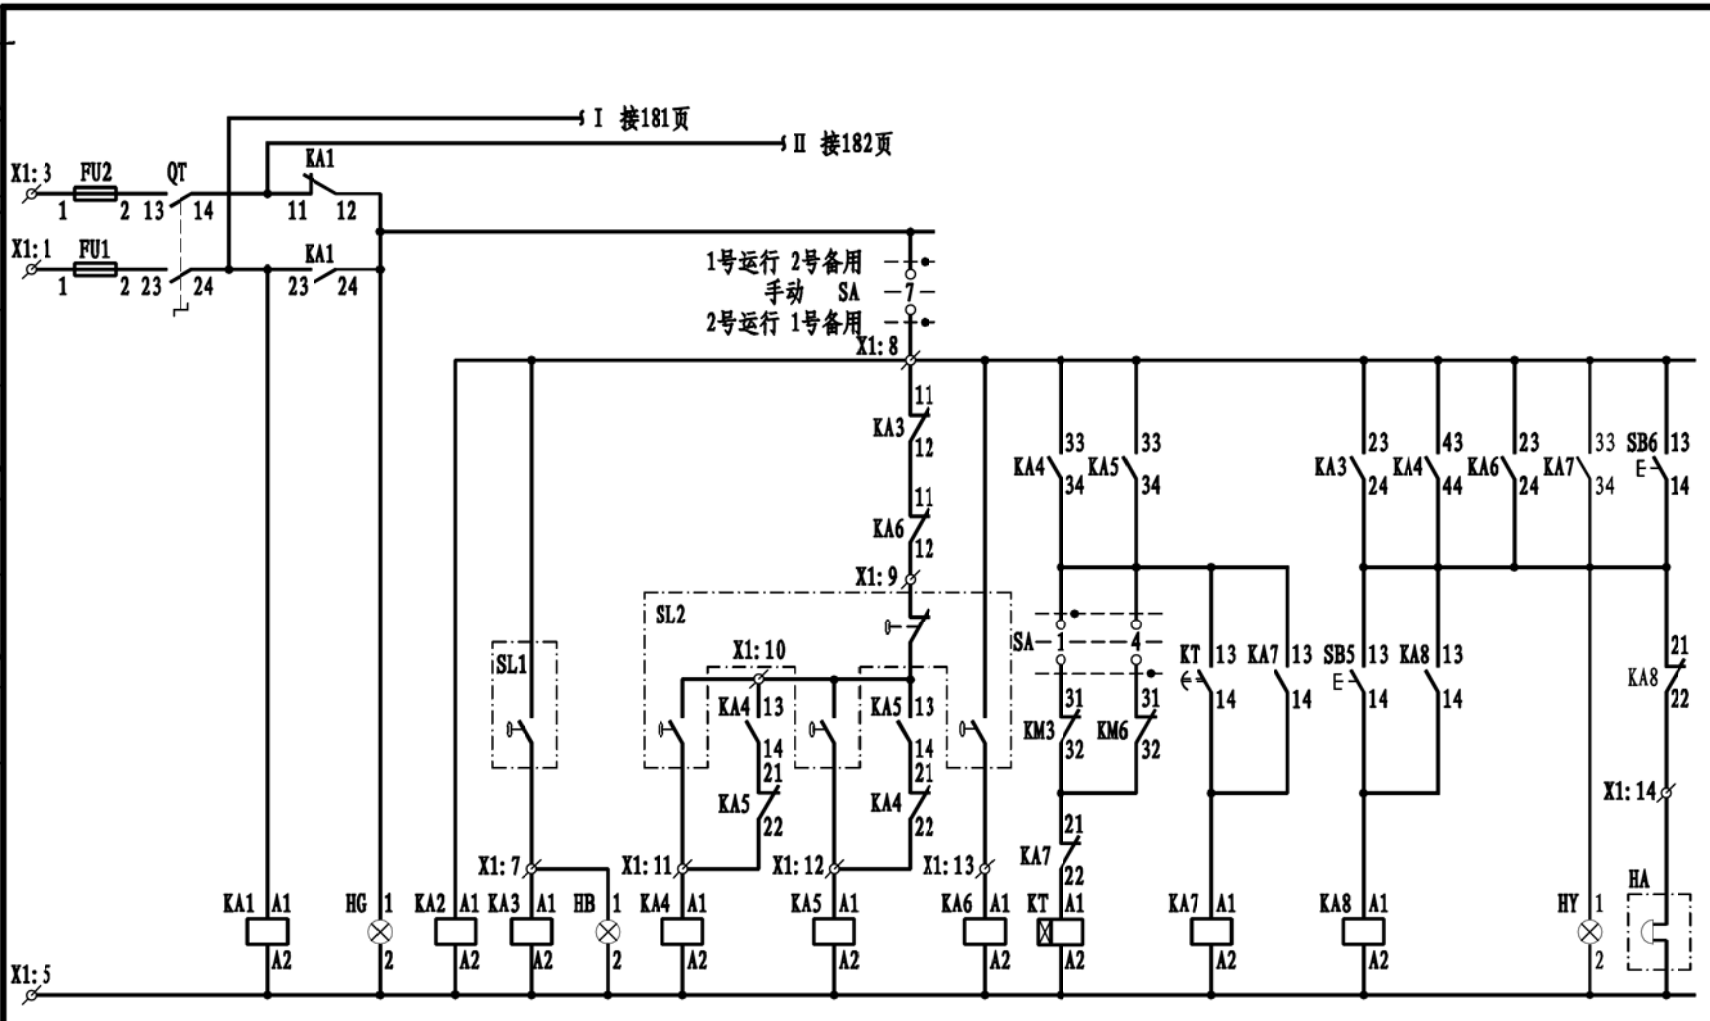 I 接181页
II 接182页
X1:3 FU2 QT KA1
1 2 13 14 11 12
X1:1 FU1 KA1
1 2 23 24 23 24
1号运行 2号备用
手动 SA 7
2号运行 1号备用
X1:8
11
KA3
12
33 33 23 43 23 33 SB6 13
KA4 KA5 KA3 KA4 KA6 KA7 E
34 34 24 44 24 34 14
11
KA6
12
X1:9
SL2
SL1 X1:10 SA 1 4 KT 13 KA7 13 SB5 13 KA8 13 21
E KA8
14 14 14 14 22
KA4 13 KA5 13 31 31
KM3 KM6
14 14 32 32
21 21
KA5 KA4
22 22
X1:14
21
KA7
22
X1:7 X1:11 X1:12 X1:13
HA
KA1 A1 HG 1 KA2 A1 KA3 A1 HB 1 KA4 A1 KA5 A1 KA6 A1 KT A1 KA7 A1 KA8 A1 HY 1
A2 2 A2 A2 2 A2 A2 A2 A2 A2 A2 2
X1:5